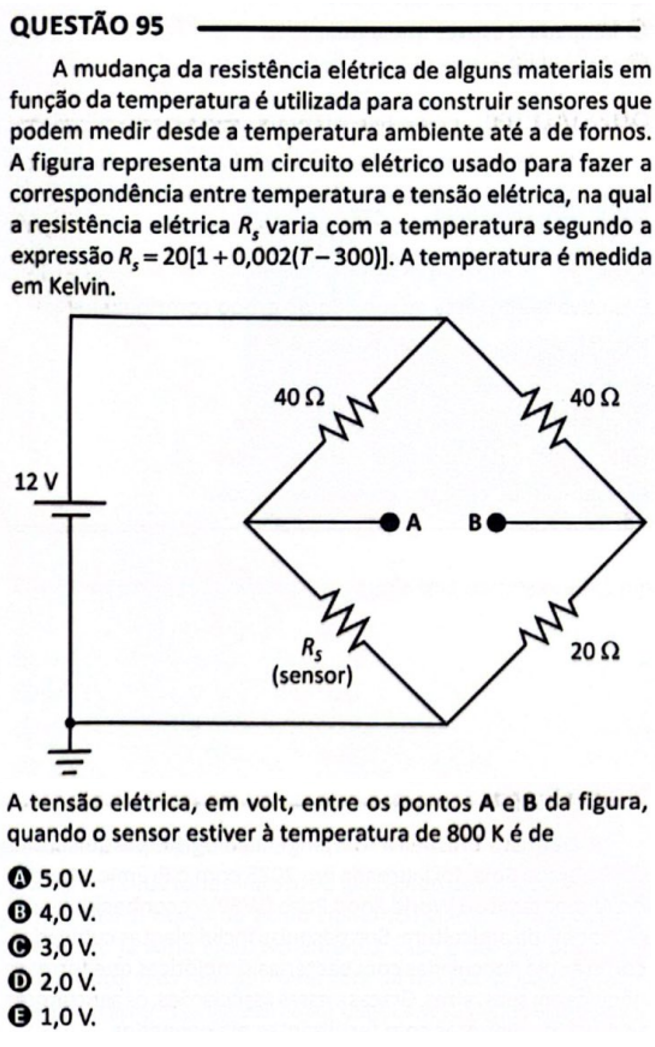 QUESTÃO 95
A mudança da resistência elétrica de alguns materiais em
função da temperatura é utilizada para construir sensores que
podem medir desde a temperatura ambiente até a de fornos.
A figura representa um circuito elétrico usado para fazer a
correspondência entre temperatura e tensão elétrica, na qual
a resistência elétrica Rₛ varia com a temperatura segundo a
expressão Rₛ = 20[1 + 0,002(T − 300)]. A temperatura é medida
em Kelvin.
40 Ω
40 Ω
12 V
A
B
Rₛ
(sensor)
20 Ω
A tensão elétrica, em volt, entre os pontos A e B da figura,
quando o sensor estiver à temperatura de 800 K é de
A 5,0 V.
B 4,0 V.
C 3,0 V.
D 2,0 V.
E 1,0 V.